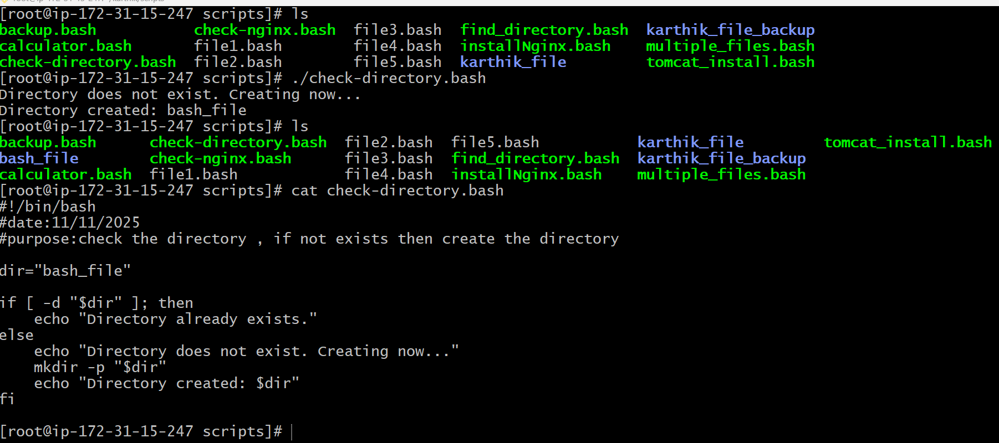 [root@ip-172-31-15-247 scripts]# ls
backup.bash check-nginx.bash file3.bash find_directory.bash karthik_file_backup
calculator.bash file1.bash file4.bash installNginx.bash multiple_files.bash
check-directory.bash file2.bash file5.bash karthik_file tomcat_install.bash
[root@ip-172-31-15-247 scripts]# ./check-directory.bash
Directory does not exist. Creating now...
Directory created: bash_file
[root@ip-172-31-15-247 scripts]# ls
backup.bash check-directory.bash file2.bash file5.bash karthik_file tomcat_install.bash
bash_file check-nginx.bash file3.bash find_directory.bash karthik_file_backup
calculator.bash file1.bash file4.bash installNginx.bash multiple_files.bash
[root@ip-172-31-15-247 scripts]# cat check-directory.bash
#!/bin/bash
#date:11/11/2025
#purpose:check the directory , if not exists then create the directory
dir="bash_file"
if [ -d "$dir" ]; then
    echo "Directory already exists."
else
    echo "Directory does not exist. Creating now..."
    mkdir -p "$dir"
    echo "Directory created: $dir"
fi
[root@ip-172-31-15-247 scripts]#